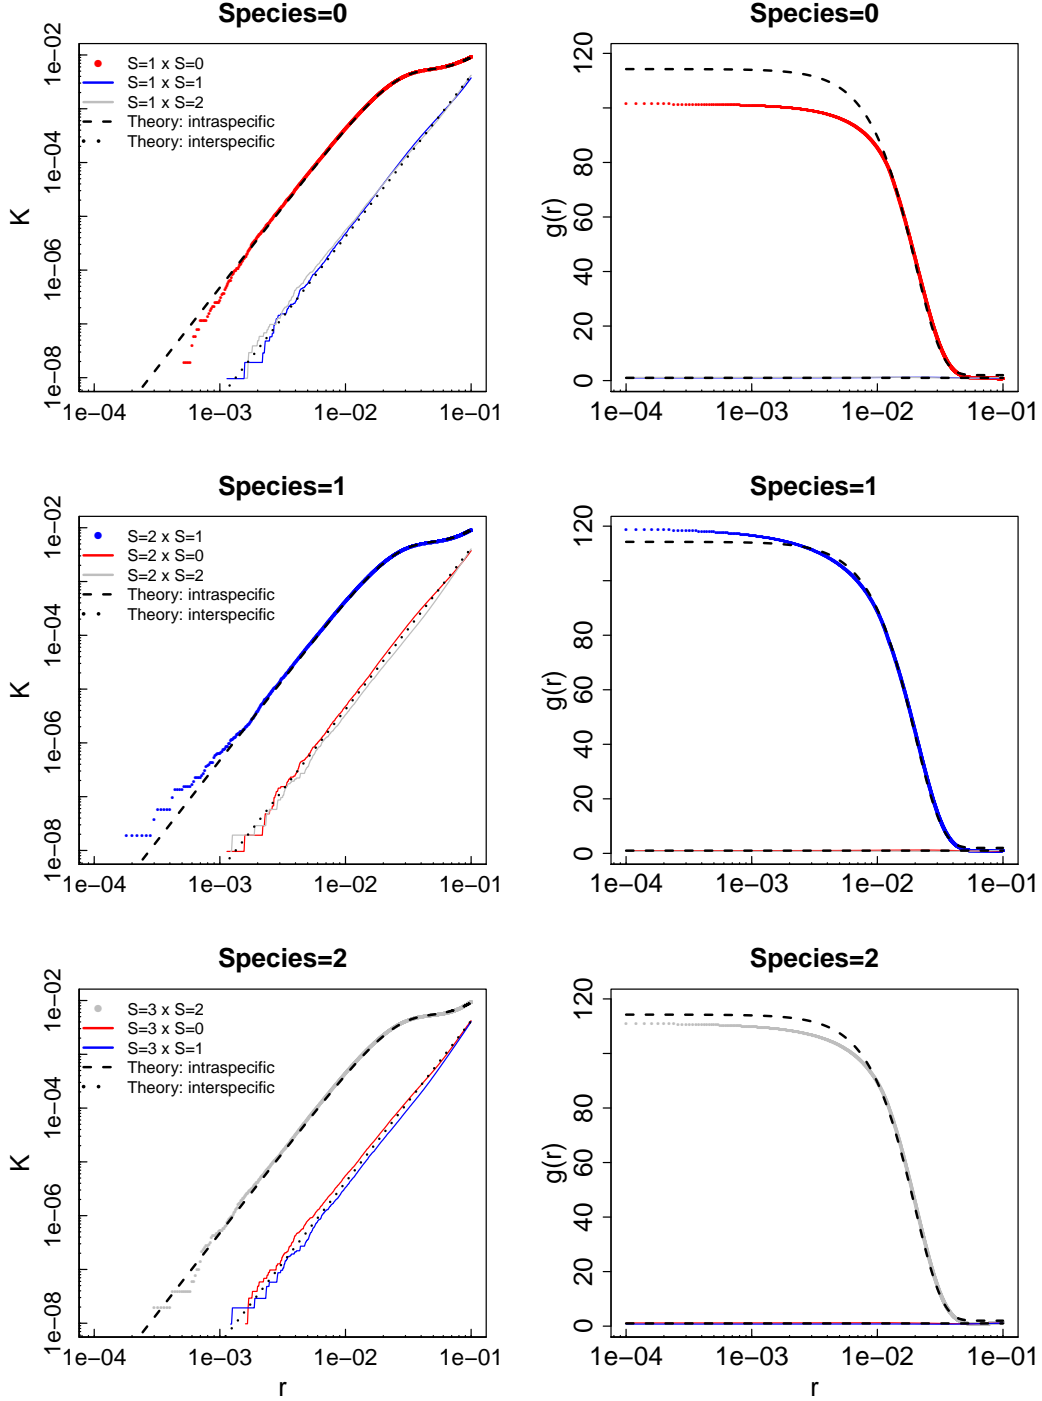 Species=0
Species=0
K
1e−02
1e−04
1e−06
1e−08
S=1 x S=0
S=1 x S=1
S=1 x S=2
Theory: intraspecific
Theory: interspecific
1e−04
1e−03
1e−02
1e−01
g(r)
120
80
60
40
20
0
1e−04
1e−03
1e−02
1e−01
Species=1
Species=1
K
1e−02
1e−04
1e−06
1e−08
S=2 x S=1
S=2 x S=0
S=2 x S=2
Theory: intraspecific
Theory: interspecific
1e−04
1e−03
1e−02
1e−01
g(r)
120
80
60
40
20
0
1e−04
1e−03
1e−02
1e−01
Species=2
Species=2
K
1e−02
1e−04
1e−06
1e−08
S=3 x S=2
S=3 x S=0
S=3 x S=1
Theory: intraspecific
Theory: interspecific
1e−04
1e−03
1e−02
1e−01
r
g(r)
120
80
60
40
20
0
1e−04
1e−03
1e−02
1e−01
r